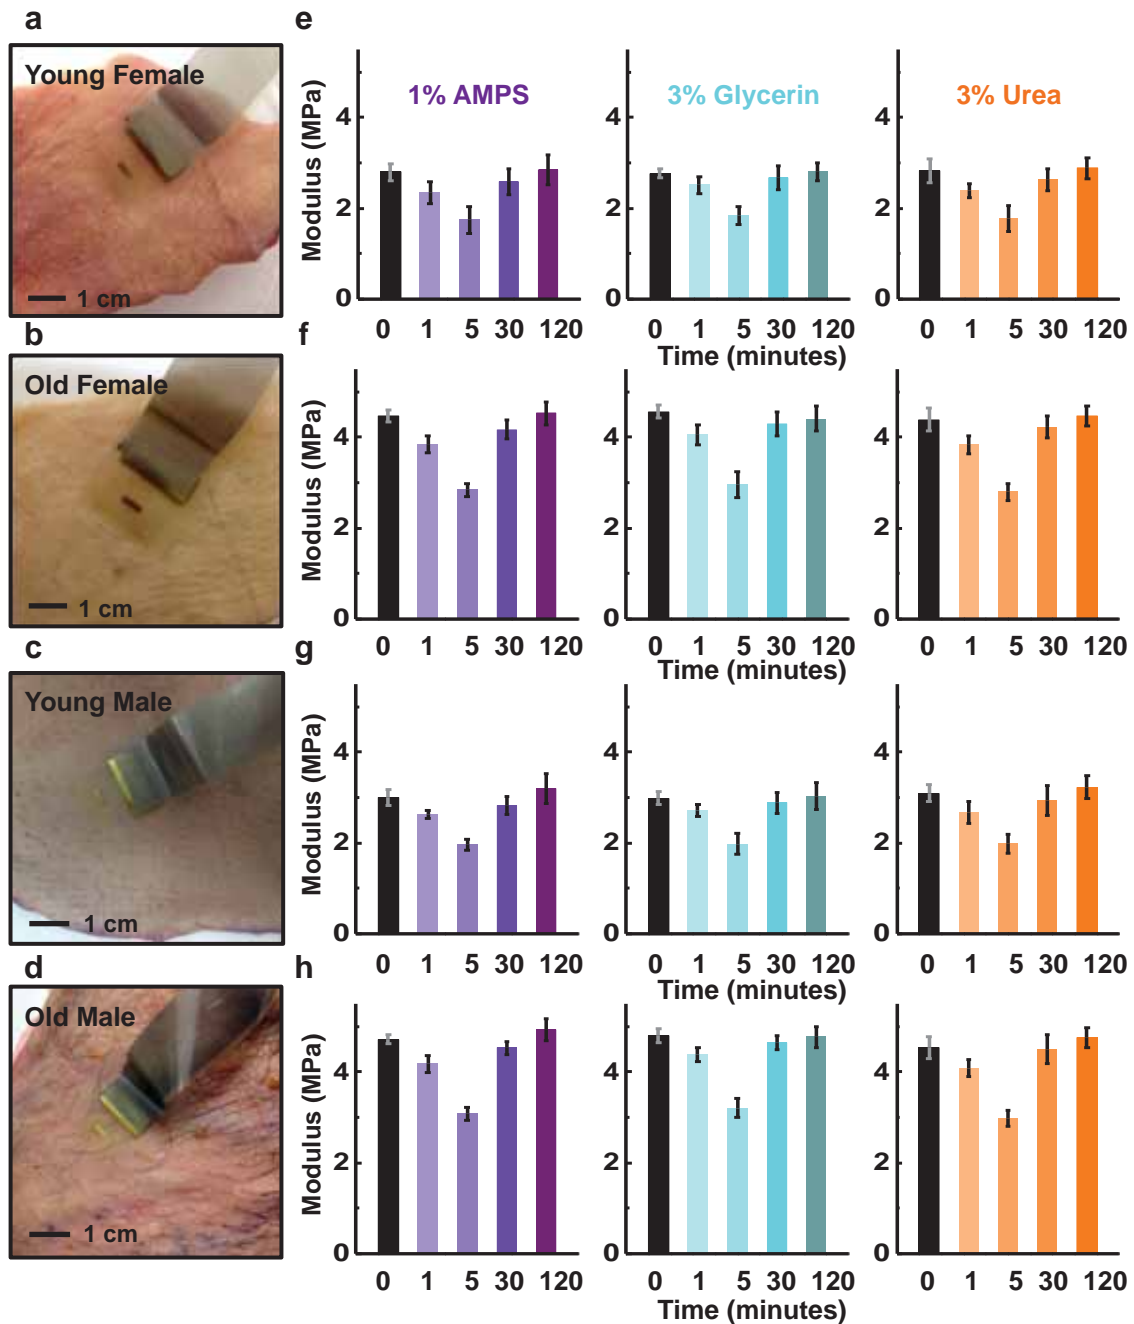 a
Young Female
1 cm
b
Old Female
1 cm
c
Young Male
1 cm
d
Old Male
1 cm
e
1% AMPS
3% Glycerin
3% Urea
Modulus (MPa)
4
2
0
4
2
0
4
2
0
0 1 5 30 120
0 1 5 30 120
0 1 5 30 120
Time (minutes)
f
Modulus (MPa)
4
2
0
4
2
0
4
2
0
0 1 5 30 120
0 1 5 30 120
0 1 5 30 120
Time (minutes)
g
Modulus (MPa)
4
2
0
4
2
0
4
2
0
0 1 5 30 120
0 1 5 30 120
0 1 5 30 120
Time (minutes)
h
Modulus (MPa)
4
2
0
4
2
0
4
2
0
0 1 5 30 120
0 1 5 30 120
0 1 5 30 120
Time (minutes)